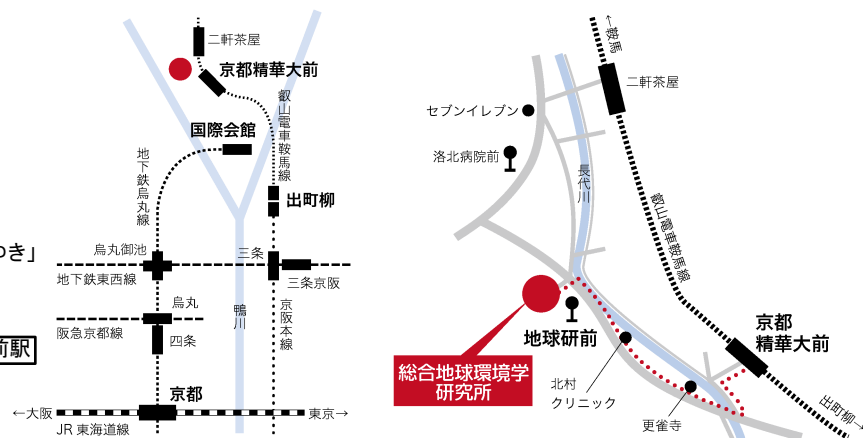 二軒茶屋
京都精華大前
叡山電車鞍馬線
国際会館
地下鉄烏丸線
出町柳
ゆき」
烏丸御池
三条
地下鉄東西線
三条京阪
烏丸
鴨川
京阪本線
阪急京都線
四条
前駅
京都
←大阪
東京→
JR 東海道線
←鞍馬
二軒茶屋
セブンイレブン
洛北病院前
長代川
叡山電車鞍馬線
京都
精華大前
地球研前
総合地球環境学
研究所
北村
クリニック
更雀寺
出町柳→